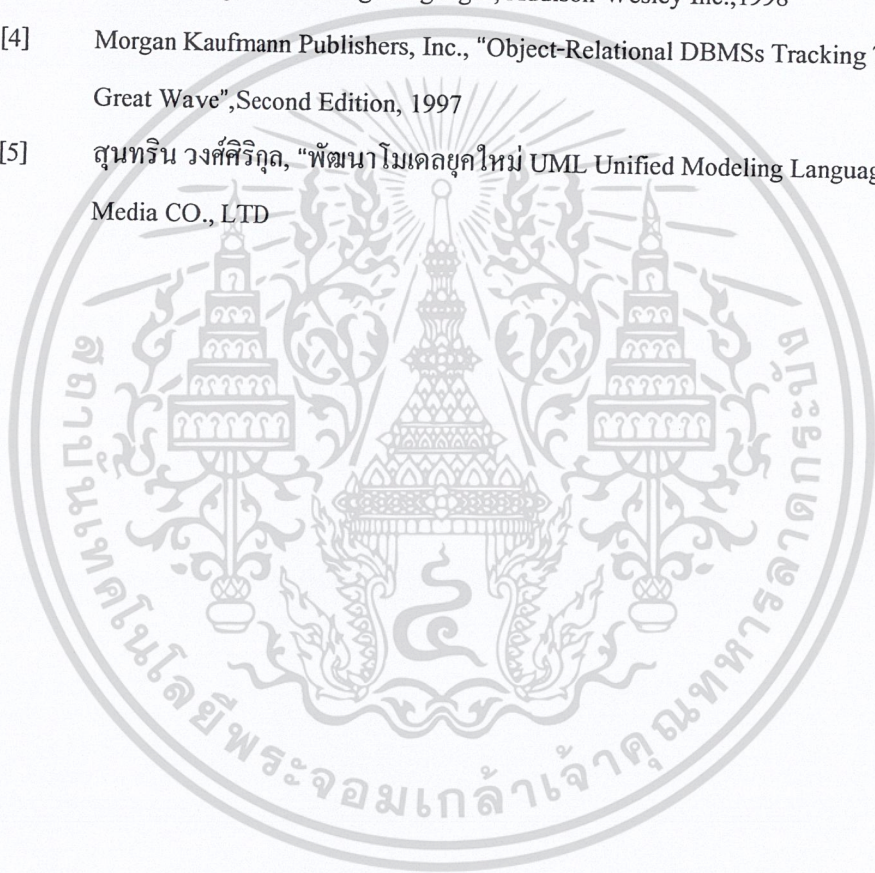 Wesley Inc.,1998
[4] Morgan Kaufmann Publishers, Inc., “Object-Relational DBMSs Tracking
Great Wave”,Second Edition, 1997
[5] สุนทริน วงศ์ศิริกุล, “พัฒนาโมเดลยุคใหม่ UML Unified Modeling
Media CO., LTD
สถาบันเทคโนโลยีพระจอมเกล้าเจ้าคุณทหารลาดกระบัง
๔